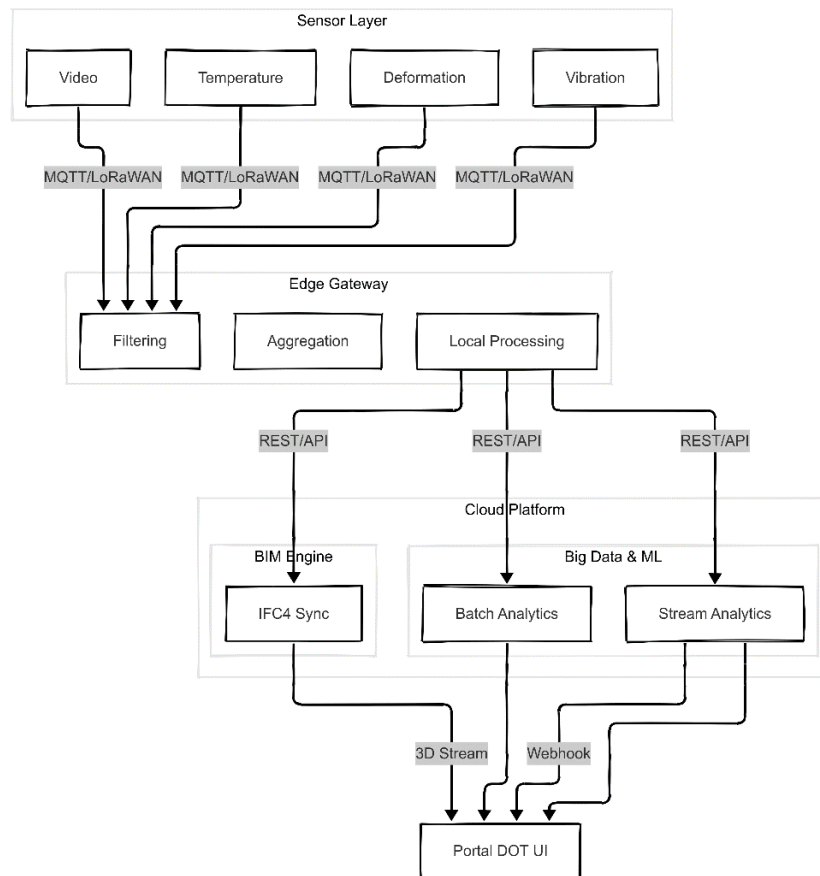 Sensor Layer
Video
Temperature
Deformation
Vibration
MQTT/LoRaWAN
MQTT/LoRaWAN
MQTT/LoRaWAN
MQTT/LoRaWAN
Edge Gateway
Filtering
Aggregation
Local Processing
REST/API
REST/API
REST/API
Cloud Platform
BIM Engine
Big Data & ML
IFC4 Sync
Batch Analytics
Stream Analytics
3D Stream
Webhook
Portal DOT UI